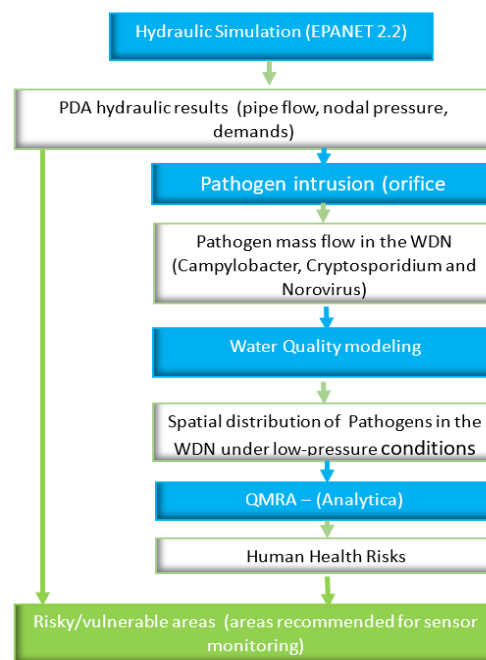 Hydraulic Simulation (EPANET 2.2)
PDA hydraulic results (pipe flow, nodal pressure,
demands)
Pathogen intrusion (orifice
Pathogen mass flow in the WDN
(Campylobacter, Cryptosporidium and
Norovirus)
Water Quality modeling
Spatial distribution of Pathogens in the
WDN under low-pressure conditions
QMRA – (Analytica)
Human Health Risks
Risky/vulnerable areas (areas recommended for sensor
monitoring)